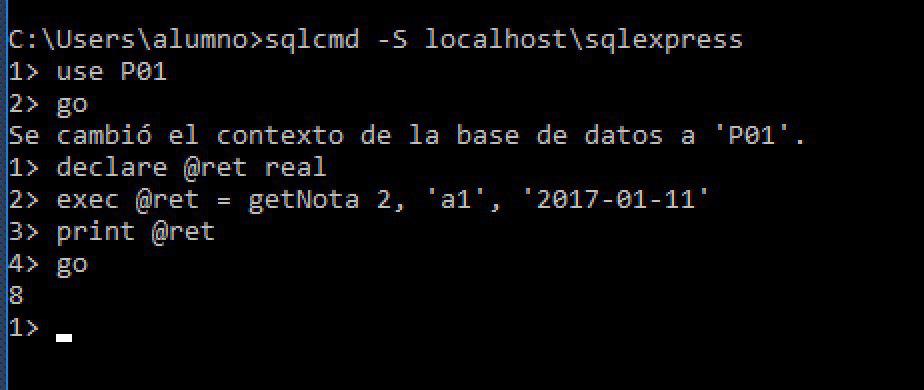 C:\Users\alumno>sqlcmd -S localhost\sqlexpress
1> use P01
2> go
Se cambió el contexto de la base de datos a 'P01'.
1> declare @ret real
2> exec @ret = getNota 2, 'a1', '2017-01-11'
3> print @ret
4> go
8
1>